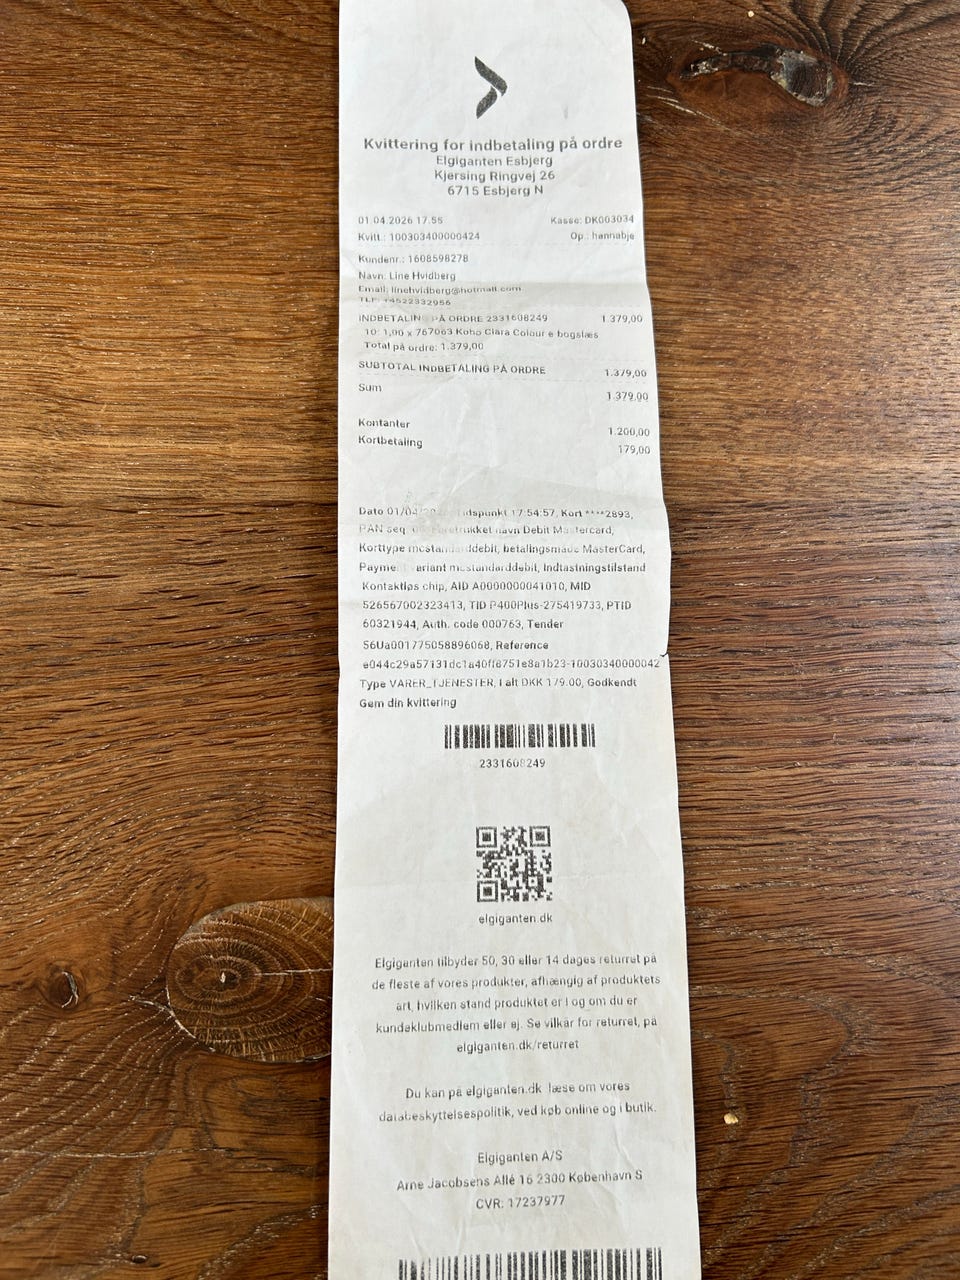 Kvittering for indbetaling på ordre
Elgiganten Esbjerg
Kjersing Ringvej 26
6715 Esbjerg N
01.04.2026 17.55 Kasse: DK003034
Kvitt.: 100303400000424 Op.: hannabje
Kundenr.: 1608598278
Navn: Line Hvidberg
Email: linehvidberg@hotmail.com
TLF: +4522332956
INDBETALING PÅ ORDRE 2331608249 1.379,00
10: 1,00 x 767063 Kobo Clara Colour e-bogslæs
Total på ordre: 1.379,00
SUBTOTAL INDBETALING PÅ ORDRE 1.379,00
Sum 1.379,00
Kontanter 1.200,00
Kortbetaling 179,00
Dato 01/04/ Tidspunkt 17:54:57, Kort ****2893,
PAN seq. Foretrukket navn Debit Mastercard,
Korttype mcstandarddebit, betalingsmåde MasterCard,
Payment variant mcstandarddebit, Indtastningstilstand
Kontaktløs chip, AID A0000000041010, MID
526567002323413, TID P400Plus-275419733, PTID
60321944, Auth. code 000763, Tender
S6Ua001775058896068, Reference
e044c29a57131dc1a40ff6751e8a1b23-10030340000042
Type VARER_TJENESTER, I alt DKK 179.00, Godkendt
Gem din kvittering
2331608249
elgiganten.dk
Elgiganten tilbyder 50, 30 eller 14 dages returret på
de fleste af vores produkter, afhængig af produktets
art, hvilken stand produktet er i og om du er
kundeklubmedlem eller ej. Se vilkår for returret, på
elgiganten.dk/returret
Du kan på elgiganten.dk læse om vores
databeskyttelsespolitik, ved køb online og i butik.
Elgiganten A/S
Arne Jacobsens Allé 16 2300 København S
CVR: 17237977